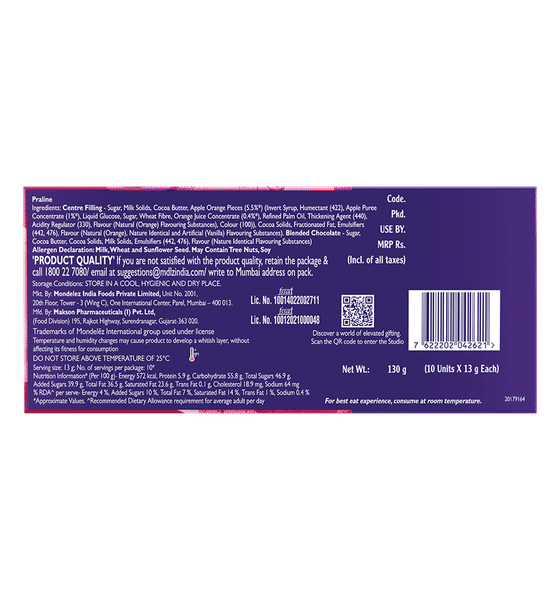 Praline
Ingredients: Centre Filling - Sugar, Milk Solids, Cocoa Butter, Apple Orange Pieces (5.5%*) (Invert Syrup, Humectant (422), Apple Puree
Concentrate (1%*), Liquid Glucose, Sugar, Wheat Fibre, Orange Juice Concentrate (0.4%*), Refined Palm Oil, Thickening Agent (440),
Acidity Regulator (330), Flavour (Natural (Orange) Flavouring Substances), Colour (100)), Cocoa Solids, Fractionated Fat, Emulsifiers
(442, 476), Flavour (Natural (Orange), Nature Identical and Artificial (Vanilla) Flavouring Substances). Blended Chocolate - Sugar,
Cocoa Butter, Cocoa Solids, Milk Solids, Emulsifiers (442, 476), Flavour (Natural (Orange) Flavouring Substances)
Allergen Declaration: Milk, Wheat and Sunflower Seed. May Contain Tree Nuts, Soy
'PRODUCT QUALITY' If you are not satisfied with the product quality, retain the package &
call 1800 22 7080/ email at suggestions@mdlzindia.com/ write to Mumbai address on pack.
Storage Conditions: STORE IN A COOL, HYGIENIC AND DRY PLACE.
Mkt. By: Mondelez India Foods Private Limited, Unit No. 2001,
20th Floor, Tower - 3 (Wing C), One International Center, Parel, Mumbai – 400 013.
Mfd. By: Makson Pharmaceuticals (I) Pvt. Ltd,
(Food Division) 195, Rajkot Highway, Surendranagar, Gujarat-363 020.
Trademarks of Mondelēz International group used under license
Temperature and humidity changes may cause product to develop a whitish layer, without
affecting its fitness for consumption.
DO NOT STORE ABOVE TEMPERATURE OF 25°C
Serving size: 13 g; No. of servings per package: 10*
Nutrition Information* (Per 100 g)- Energy 572 kcal, Protein 5.9 g, Carbohydrate 55.8 g, Total Sugars 46.9 g,
Added Sugars 39.9 g, Total Fat 36.5 g, Saturated Fat 23.6 g, Trans Fat 0.1 g, Cholesterol 18.9 mg, Sodium 64 mg
% RDA^ per serve- Energy 4 %, Added Sugars 10 %, Total Fat 7 %, Saturated Fat 14 %, Trans Fat 1 %, Sodium 0.4 %
*Approximate Values. ^Recommended Dietary Allowance requirement for average adult per day
fssai
Lic. No. 10014022002711
fssai
Lic. No. 10012021000048
Code.
Pkd.
USE BY.
MRP Rs.
(Incl. of all taxes)
Discover a world of elevated gifting.
Scan the QR code to enter the Studio
7 622202 042621 >
Net Wt.: 130 g (10 Units X 13 g Each)
For best eat experience, consume at room temperature.
20179164